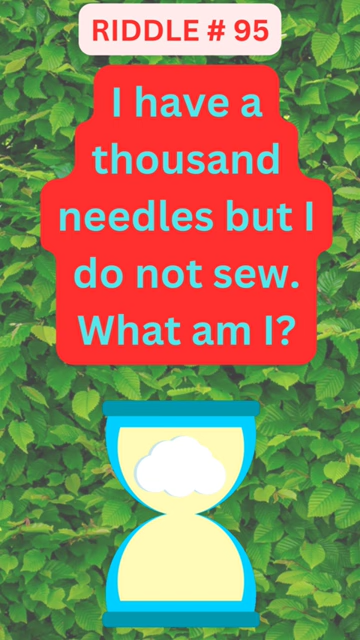 RIDDLE # 95
I have a
thousand
needles but I
do not sew.
What am I?